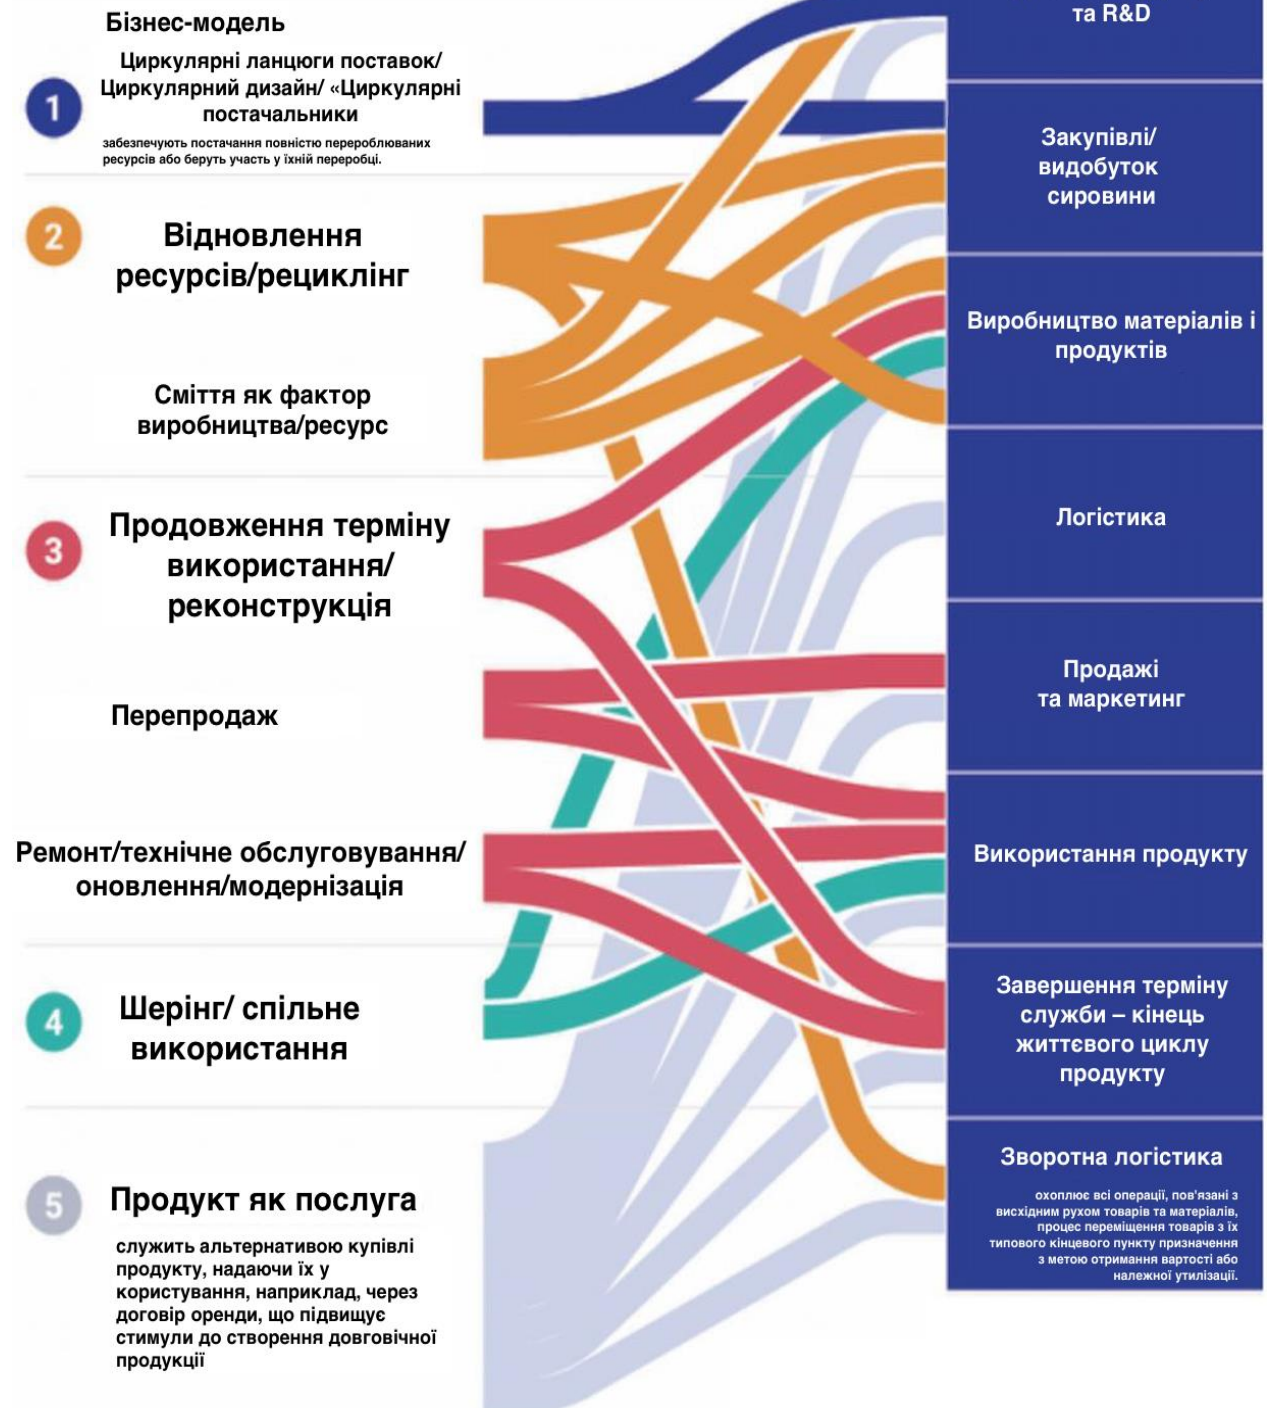 Бізнес-модель
1
Циркулярні ланцюги поставок/
Циркулярний дизайн/ «Циркулярні
постачальники
забезпечують постачання повністю перероблюваних
ресурсів або беруть участь у їхній переробці.
2
Відновлення
ресурсів/рециклінг
Сміття як фактор
виробництва/ресурс
3
Продовження терміну
використання/
реконструкція
Перепродаж
Ремонт/технічне обслуговування/
оновлення/модернізація
4
Шерінг/ спільне
використання
5
Продукт як послуга
служить альтернативою купівлі
продукту, надаючи їх у
користування, наприклад, через
договір оренди, що підвищує
стимули до створення довговічної
продукції
та R&D
Закупівлі/
видобуток
сировини
Виробництво матеріалів і
продуктів
Логістика
Продажі
та маркетинг
Використання продукту
Завершення терміну
служби – кінець
життєвого циклу
продукту
Зворотна логістика
охоплює всі операції, пов'язані з
висхідним рухом товарів та матеріалів,
процес переміщення товарів з їх
типового кінцевого пункту призначення
з метою отримання вартості або
належної утилізації.